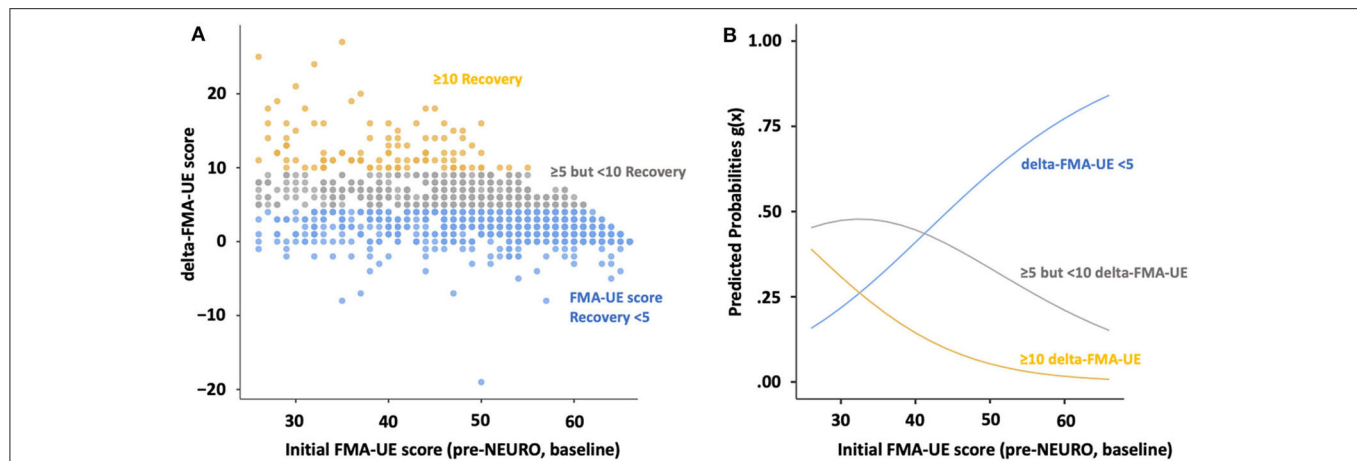 A
≥10 Recovery
≥5 but <10 Recovery
FMA-UE score
Recovery <5
delta-FMA-UE score
20
10
0
−10
−20
30
40
50
60
Initial FMA-UE score (pre-NEURO, baseline)
B
delta-FMA-UE <5
≥5 but <10 delta-FMA-UE
≥10 delta-FMA-UE
Predicted Probabilities g(x)
1.00
.75
.50
.25
.00
30
40
50
60
Initial FMA-UE score (pre-NEURO, baseline)